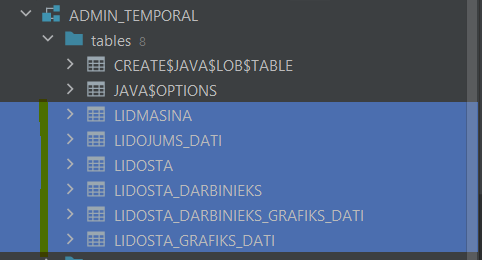 ADMIN_TEMPORAL
tables 8
CREATE$JAVA$LOB$TABLE
JAVA$OPTIONS
LIDMASINA
LIDOJUMS_DATI
LIDOSTA
LIDOSTA_DARBINIEKS
LIDOSTA_DARBINIEKS_GRAFIKS_DATI
LIDOSTA_GRAFIKS_DATI